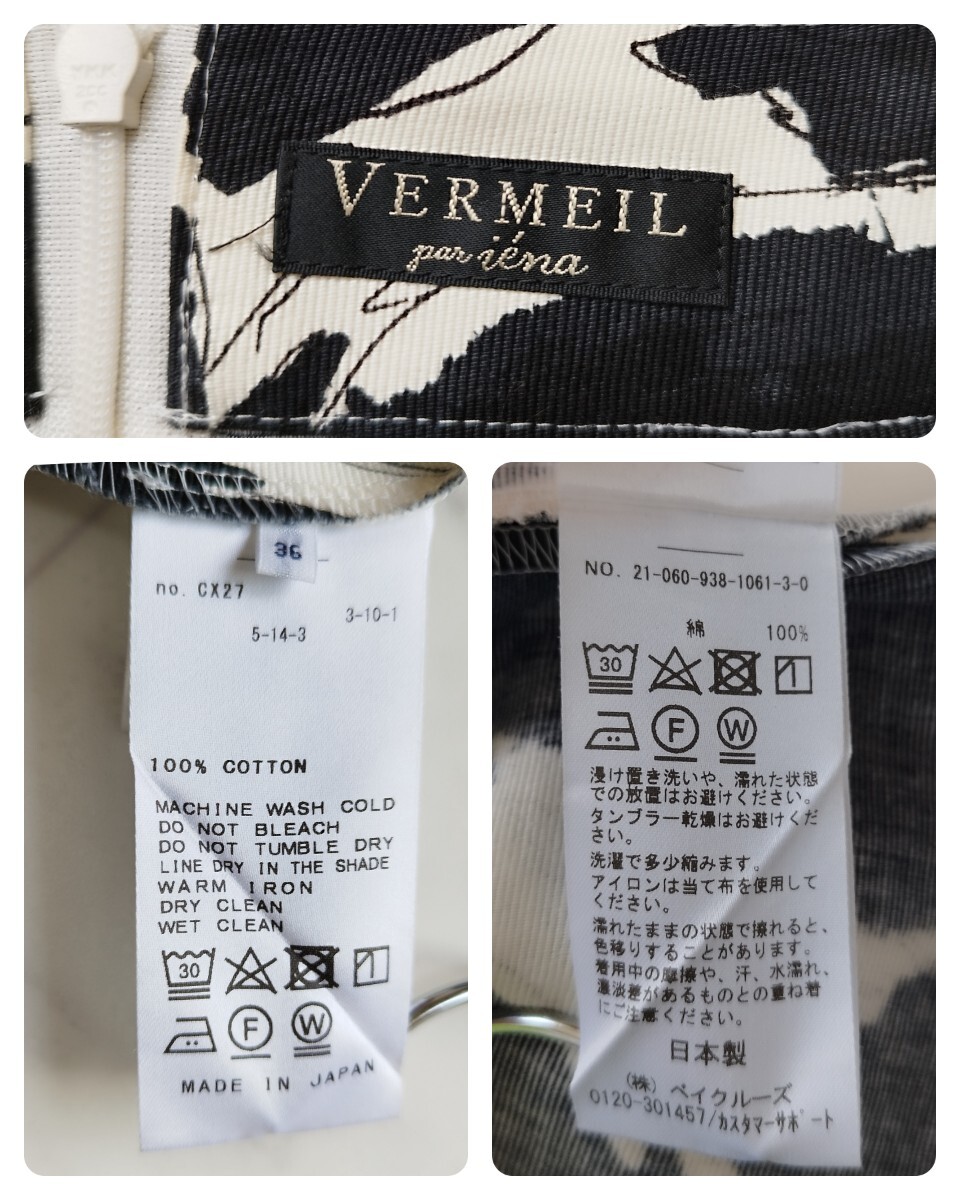 VERMEIL
par iéna
36
no. CX27
3-10-1
5-14-3
100% COTTON
MACHINE WASH COLD
DO NOT BLEACH
DO NOT TUMBLE DRY
LINE DRY IN THE SHADE
WARM IRON
DRY CLEAN
WET CLEAN
30
F W
MADE IN JAPAN
NO. 21-060-938-1061-3-0
綿 100%
30
F W
浸け置き洗いや、濡れた状態
での放置はお避けください。
タンブラー乾燥はお避けくだ
さい。
洗濯で多少縮みます。
アイロンは当て布を使用して
ください。
濡れたままの状態で擦れると、
色移りすることがあります。
着用中の摩擦や、汗、水濡れ、
濃淡差があるものとの重ね着
にご注意ください。
日本製
(株) ベイクルーズ
0120-301457/カスタマーサポート